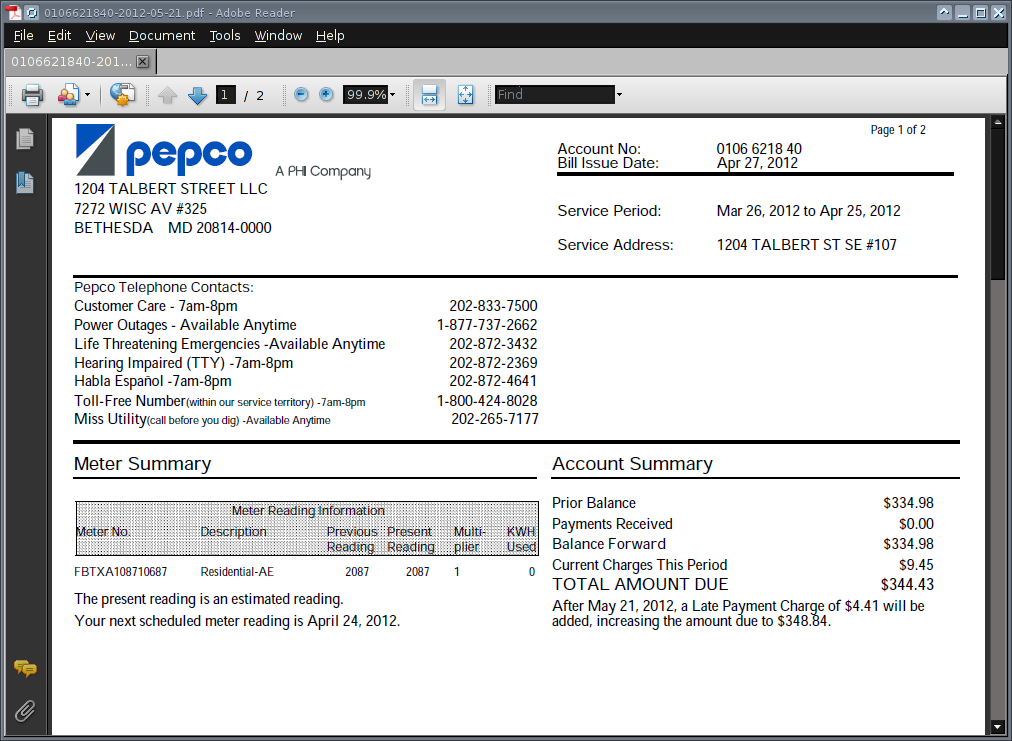 0106621840-2012-05-21.pdf - Adobe Reader
File Edit View Document Tools Window Help
0106621840-201...
1 / 2 99.9% Find
Page 1 of 2
pepco
A PHI Company
Account No: 0106 6218 40
Bill Issue Date: Apr 27, 2012
1204 TALBERT STREET LLC
7272 WISC AV #325
BETHESDA MD 20814-0000
Service Period: Mar 26, 2012 to Apr 25, 2012
Service Address: 1204 TALBERT ST SE #107
Pepco Telephone Contacts:
Customer Care - 7am-8pm 202-833-7500
Power Outages - Available Anytime 1-877-737-2662
Life Threatening Emergencies -Available Anytime 202-872-3432
Hearing Impaired (TTY) -7am-8pm 202-872-2369
Habla Español -7am-8pm 202-872-4641
Toll-Free Number(within our service territory) -7am-8pm 1-800-424-8028
Miss Utility(call before you dig) -Available Anytime 202-265-7177
Meter Summary
Meter Reading Information
Meter No. Description Previous Reading Present Reading Multi-plier KWH Used
FBTXA108710687 Residential-AE 2087 2087 1 0
The present reading is an estimated reading.
Your next scheduled meter reading is April 24, 2012.
Account Summary
Prior Balance $334.98
Payments Received $0.00
Balance Forward $334.98
Current Charges This Period $9.45
TOTAL AMOUNT DUE $344.43
After May 21, 2012, a Late Payment Charge of $4.41 will be
added, increasing the amount due to $348.84.